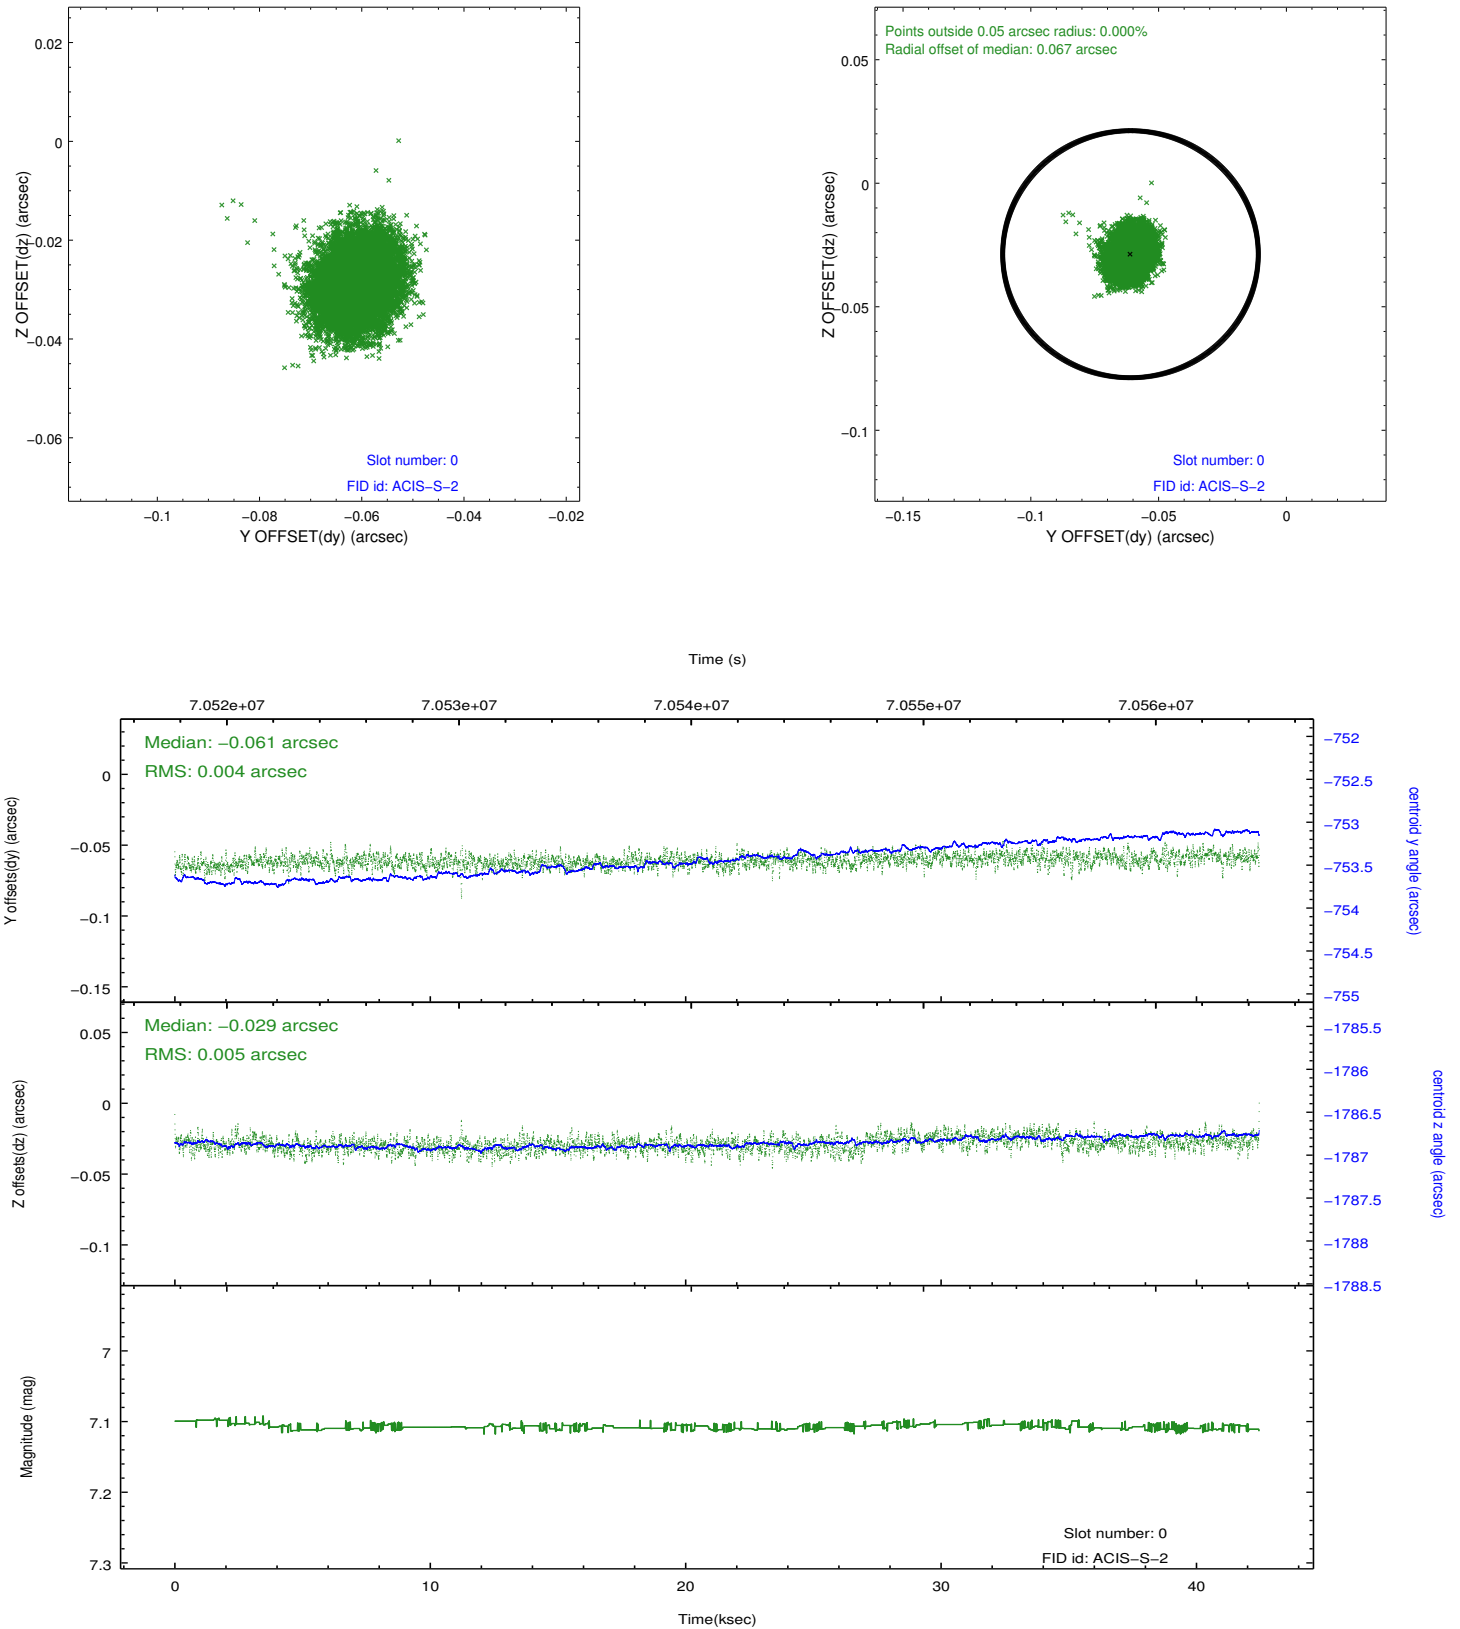 0.02
0
−0.02
−0.04
−0.06
Z OFFSET(dz) (arcsec)
Slot number: 0
FID id: ACIS−S−2
−0.1
−0.08
−0.06
−0.04
−0.02
Y OFFSET(dy) (arcsec)
Points outside 0.05 arcsec radius: 0.000%
Radial offset of median: 0.067 arcsec
0.05
0
−0.05
−0.1
Z OFFSET(dz) (arcsec)
Slot number: 0
FID id: ACIS−S−2
−0.15
−0.1
−0.05
0
Y OFFSET(dy) (arcsec)
Time (s)
7.052e+07
7.053e+07
7.054e+07
7.055e+07
7.056e+07
Median: −0.061 arcsec
RMS: 0.004 arcsec
0
−0.05
−0.1
−0.15
Y offsets(dy) (arcsec)
−752
−752.5
−753
−753.5
−754
−754.5
−755
centroid y angle (arcsec)
Median: −0.029 arcsec
RMS: 0.005 arcsec
0.05
0
−0.05
−0.1
Z offsets(dz) (arcsec)
−1785.5
−1786
−1786.5
−1787
−1787.5
−1788
−1788.5
centroid z angle (arcsec)
7
7.1
7.2
7.3
Magnitude (mag)
Slot number: 0
FID id: ACIS−S−2
0
10
20
30
40
Time(ksec)